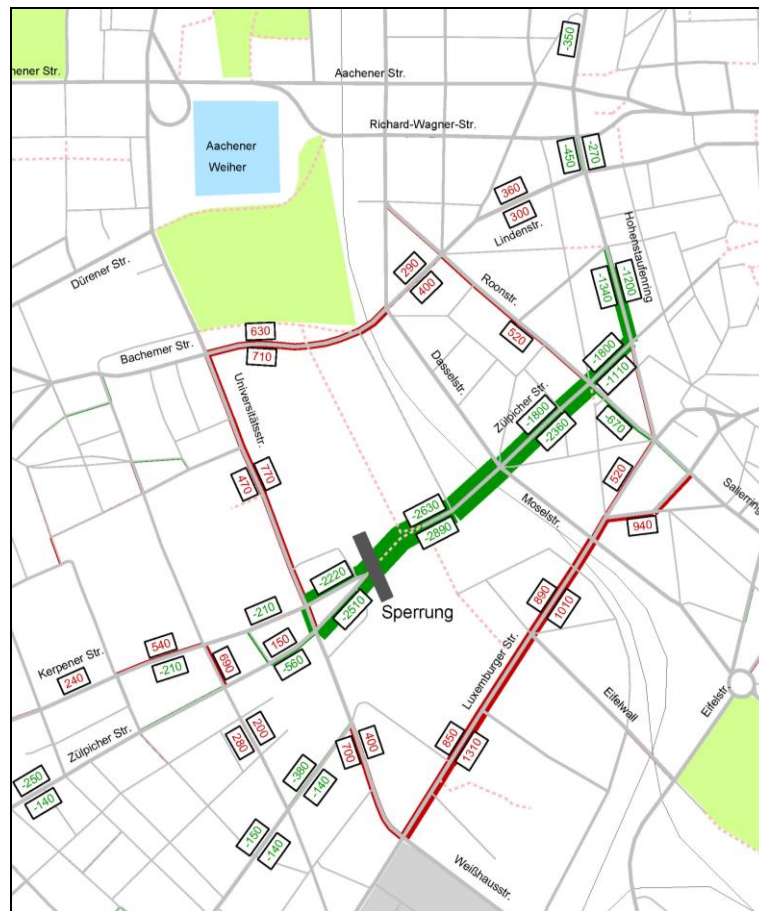 -350
hener Str.
Aachener Str.
Richard-Wagner-Str.
Aachener
Weiher
-450
-270
360
300
Lindenstr.
Hohenstaufenring
Dürener Str.
290
400
Roonstr.
-1340
-1200
630
710
520
Bachemer Str.
Dasselstr.
-1800
-1110
Universitätsstr.
Zülpicher Str.
-1800
-2360
-670
470
770
520
Salierring
-2630
-2890
Moselstr.
940
-2220
-2510
Sperrung
890
1010
-210
150
-560
540
-210
690
Kerpener Str.
240
Luxemburger Str.
Eifelwall
Eifelstr.
Zülpicher Str.
280
200
700
400
850
1310
-250
-140
-380
-140
-150
-140
Weißhausstr.